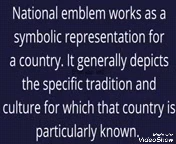 National emblem works as a
symbolic representation for
a country. It generally depicts
the specific tradition and
culture for which that country is
particularly known.